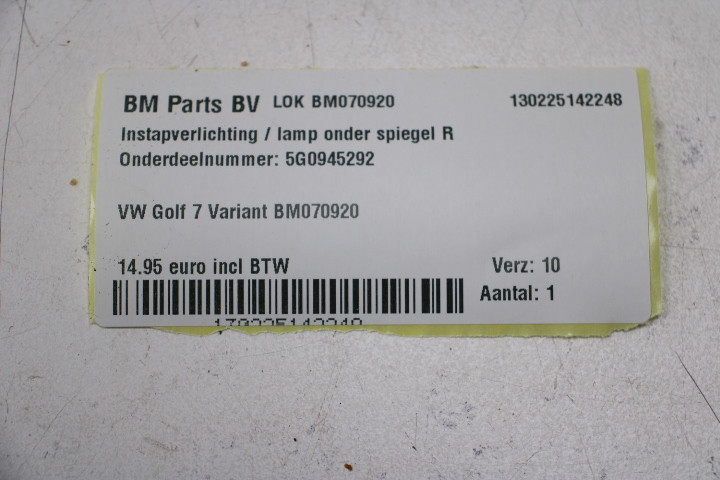 BM Parts BV LOK BM070920 130225142248
Instapverlichting / lamp onder spiegel R
Onderdeelnummer: 5G0945292
VW Golf 7 Variant BM070920
14.95 euro incl BTW Verz: 10
Aantal: 1